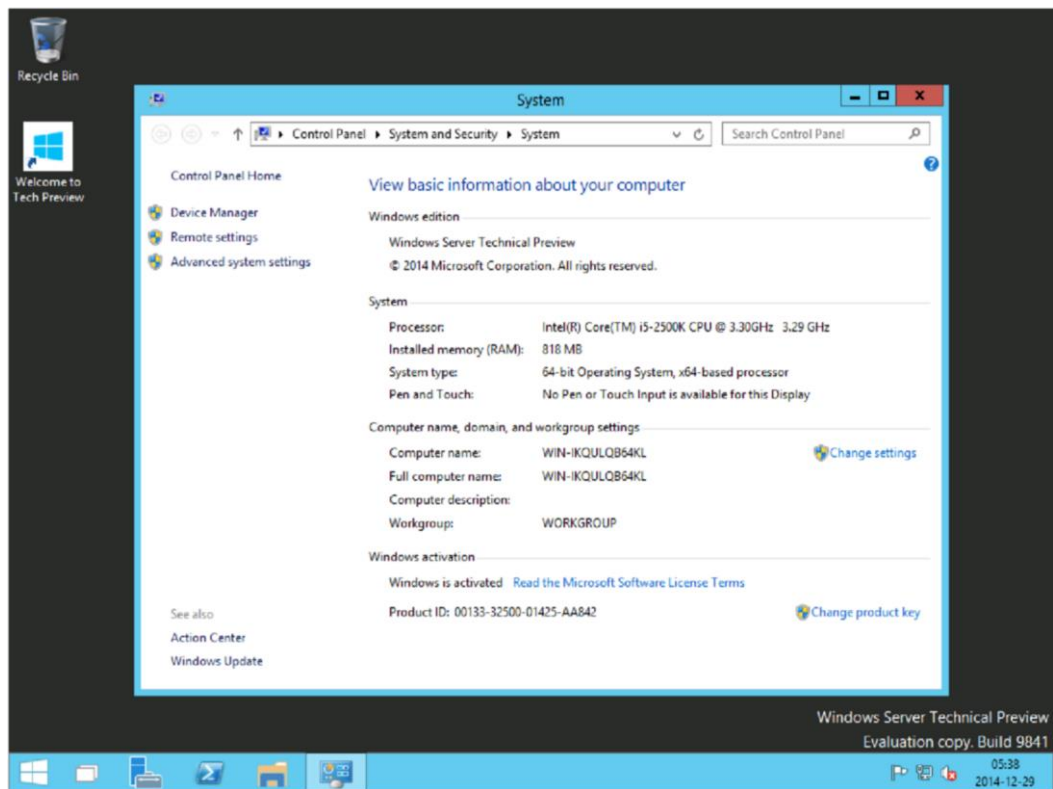 Recycle Bin
Welcome to
Tech Preview
System
Control Panel
System and Security
System
Search Control Panel
Control Panel Home
Device Manager
Remote settings
Advanced system settings
See also
Action Center
Windows Update
View basic information about your computer
Windows edition
Windows Server Technical Preview
© 2014 Microsoft Corporation. All rights reserved.
System
Processor: Intel(R) Core(TM) i5-2500K CPU @ 3.30GHz 3.29 GHz
Installed memory (RAM): 818 MB
System type: 64-bit Operating System, x64-based processor
Pen and Touch: No Pen or Touch Input is available for this Display
Computer name, domain, and workgroup settings
Computer name: WIN-IKQULQB64KL Change settings
Full computer name: WIN-IKQULQB64KL
Computer description:
Workgroup: WORKGROUP
Windows activation
Windows is activated Read the Microsoft Software License Terms
Product ID: 00133-32500-01425-AA842 Change product key
Windows Server Technical Preview
Evaluation copy. Build 9841
05:38
2014-12-29